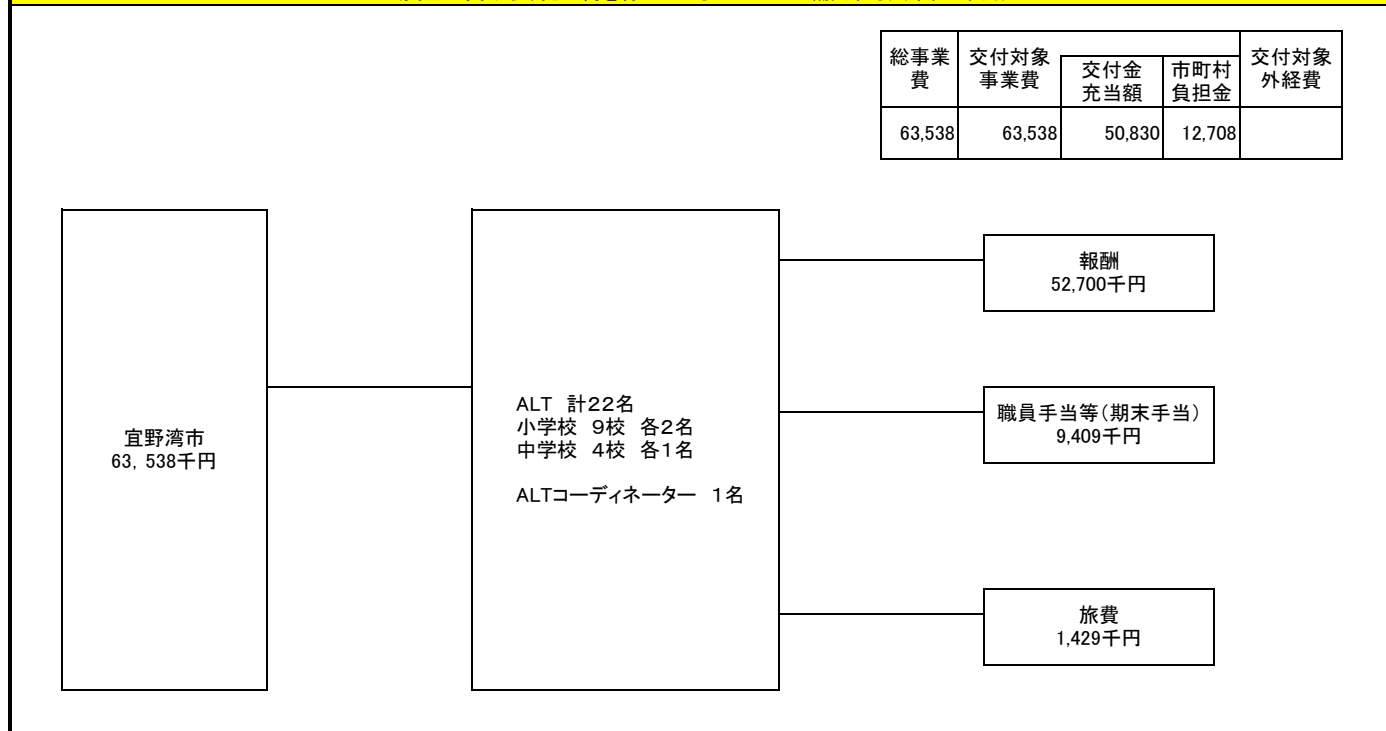 総事業費
交付対象事業費
交付金充当額
市町村負担金
交付対象外経費
63,538
63,538
50,830
12,708
宜野湾市
63，538千円
ALT 計22名
小学校 9校 各2名
中学校 4校 各1名
ALTコーディネーター 1名
報酬
52,700千円
職員手当等（期末手当）
9,409千円
旅費
1,429千円